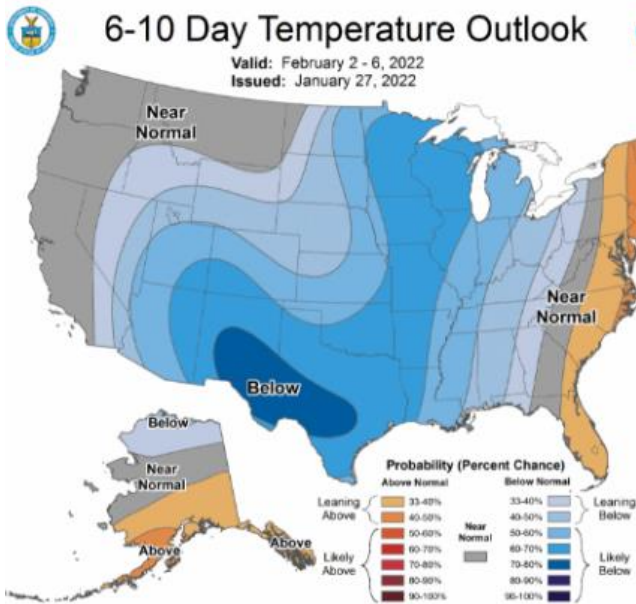 6-10 Day Temperature Outlook
Valid: February 2 - 6, 2022
Issued: January 27, 2022
Near
Normal
Near
Normal
Below
Below
Near
Normal
Above
Above
Probability (Percent Chance)
Above Normal
Below Normal
Leaning
Above
33-40%
40-50%
50-60%
60-70%
70-80%
80-90%
90-100%
Likely
Above
Near
Normal
33-40%
40-50%
50-60%
60-70%
70-80%
80-90%
90-100%
Leaning
Below
Likely
Below